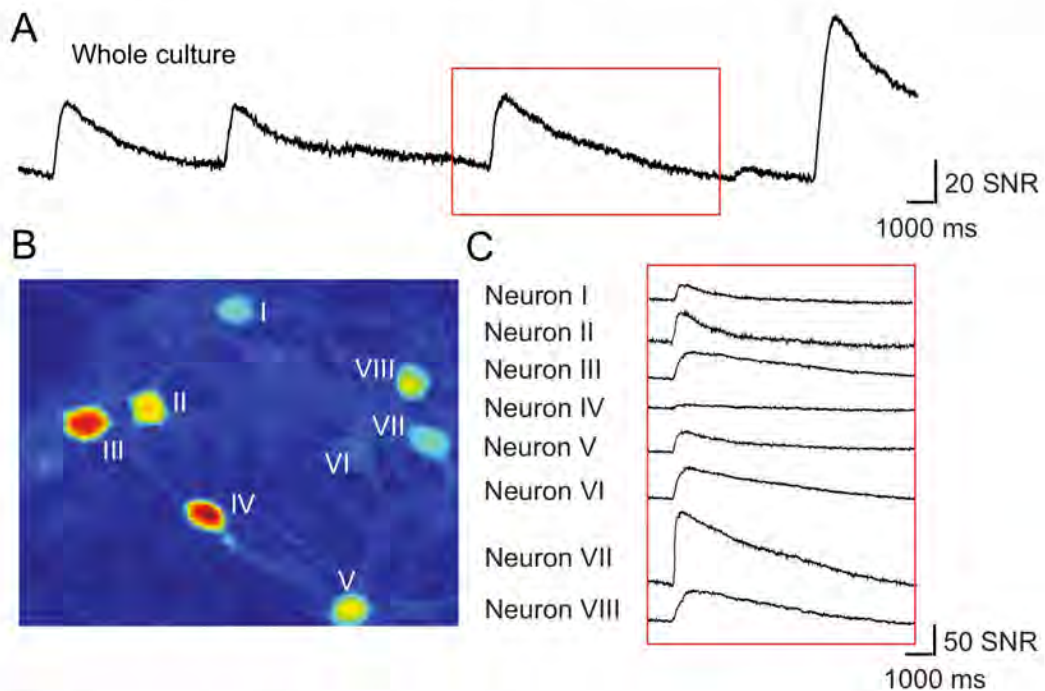 A
Whole culture
20 SNR
1000 ms
B
C
I
II
III
IV
V
VI
VII
VIII
Neuron I
Neuron II
Neuron III
Neuron IV
Neuron V
Neuron VI
Neuron VII
Neuron VIII
50 SNR
1000 ms